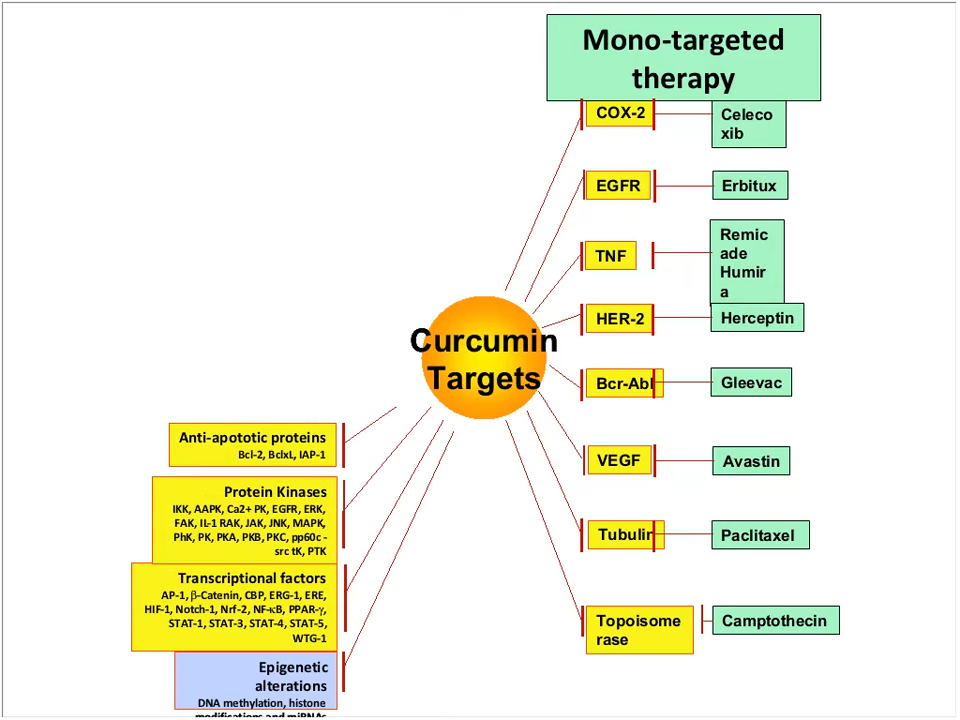 Mono-targeted
therapy
COX-2
Celeco
xib
EGFR
Erbitux
TNF
Remic
ade
Humir
a
HER-2
Herceptin
Curcumin
Targets
Bcr-Abl
Gleevac
VEGF
Avastin
Tubulin
Paclitaxel
Topoisome
rase
Camptothecin
Anti-apototic proteins
Bcl-2, BclxL, IAP-1
Protein Kinases
IKK, AAPK, Ca2+ PK, EGFR, ERK,
FAK, IL-1 RAK, JAK, JNK, MAPK,
PhK, PK, PKA, PKB, PKC, pp60c -
src tK, PTK
Transcriptional factors
AP-1, β-Catenin, CBP, ERG-1, ERE,
HIF-1, Notch-1, Nrf-2, NF-κB, PPAR-γ,
STAT-1, STAT-3, STAT-4, STAT-5,
WTG-1
Epigenetic
alterations
DNA methylation, histone
modifications and miRNAs